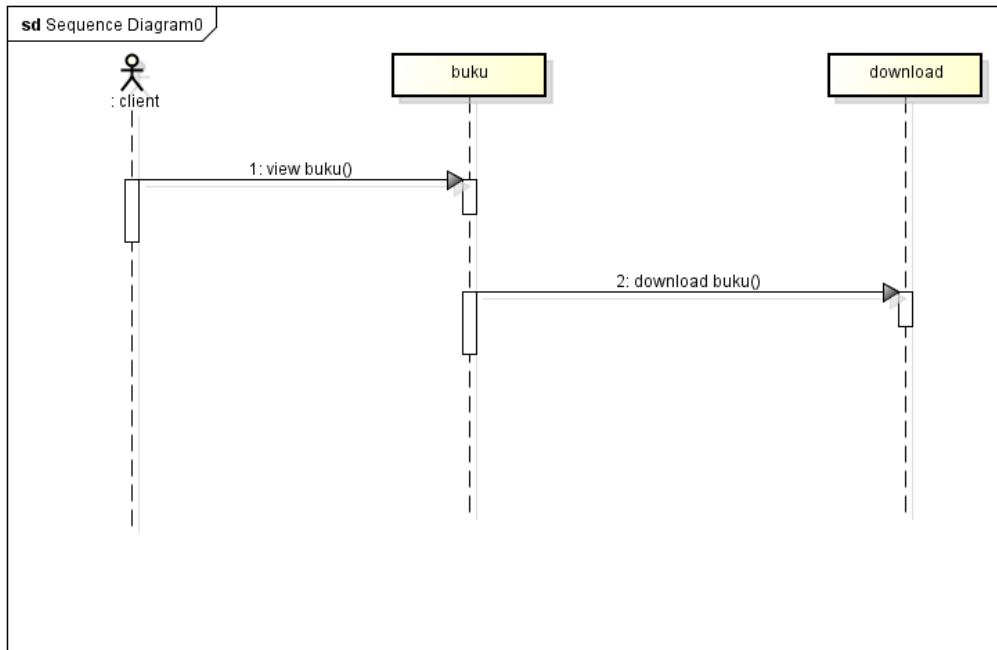 sd Sequence Diagram0
: client
buku
download
1: view buku()
2: download buku()